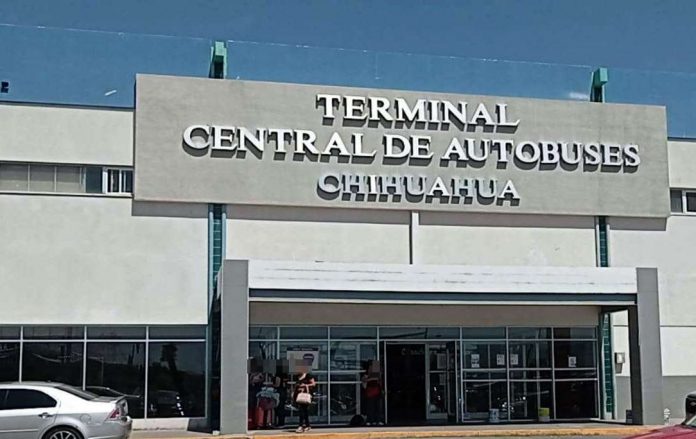 TERMINAL
CENTRAL DE AUTOBUSES
CHIHUAHUA